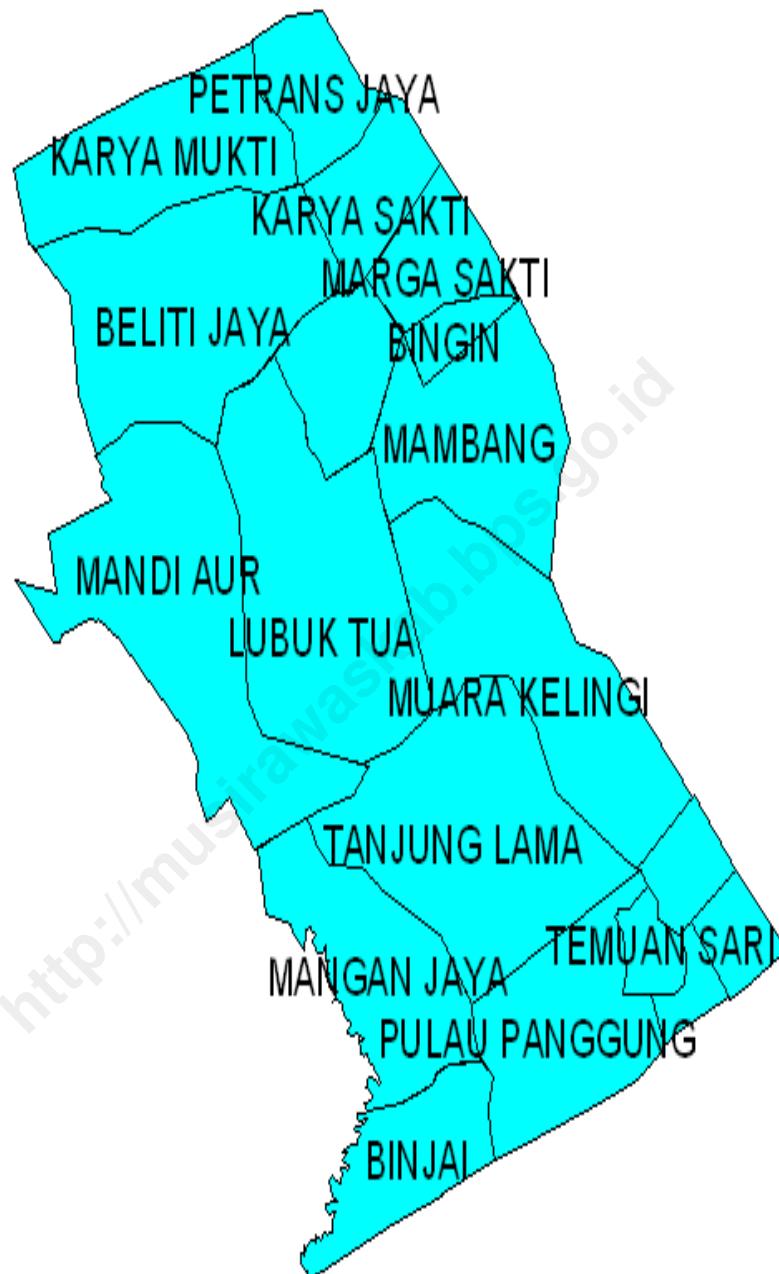 PETRANS JAYA
KARYA MUKTI
KARYA SAKTI
MARGA SAKTI
BELITI JAYA
BINGIN
MAMBANG
MANDI AUR
LUBUK TUA
MUARA KELINGI
TANJUNG LAMA
TEMUAN SARI
MANGAN JAYA
PULAU PANGGUNG
BINJAI
http://musirawaskab.bps.go.id